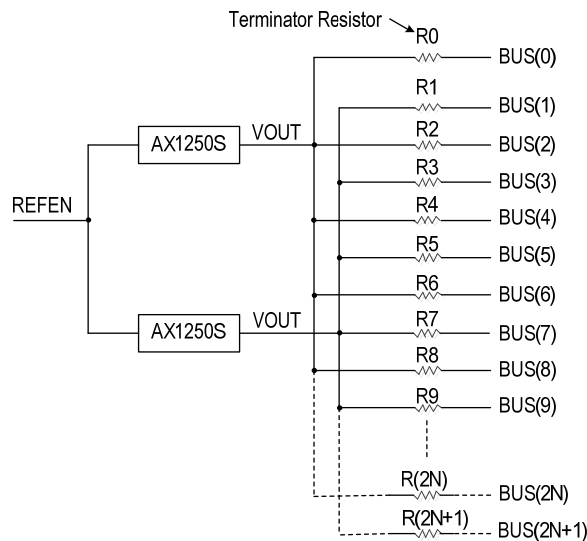 Terminator Resistor
R0
BUS(0)
R1
BUS(1)
AX1250S
VOUT
R2
BUS(2)
R3
BUS(3)
REFEN
R4
BUS(4)
R5
BUS(5)
R6
BUS(6)
AX1250S
VOUT
R7
BUS(7)
R8
BUS(8)
R9
BUS(9)
R(2N)
BUS(2N)
R(2N+1)
BUS(2N+1)